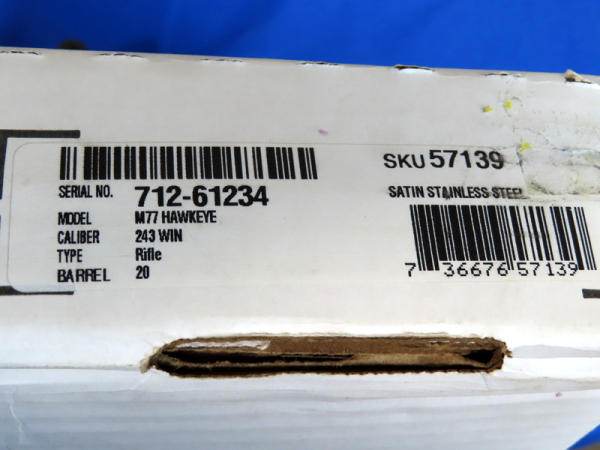 SERIAL NO. 712-61234
MODEL M77 HAWKEYE
CALIBER 243 WIN
TYPE Rifle
BARREL 20
SKU 57139
SATIN STAINLESS STEEL
7 36676 57139